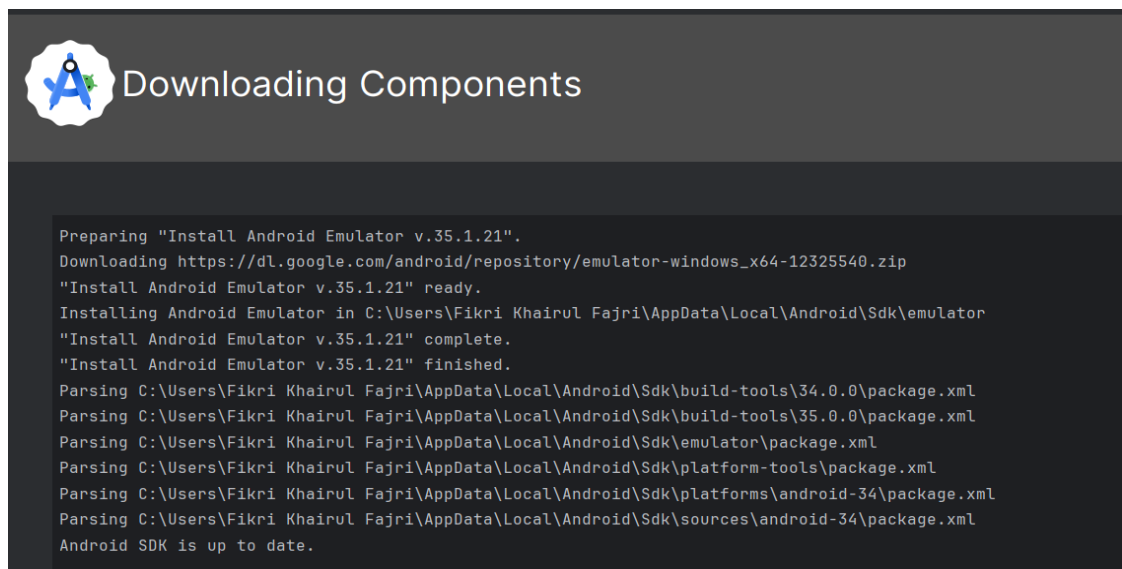 Downloading Components
Preparing "Install Android Emulator v.35.1.21".
Downloading https://dl.google.com/android/repository/emulator-windows_x64-12325540.zip
"Install Android Emulator v.35.1.21" ready.
Installing Android Emulator in C:\Users\Fikri Khairul Fajri\AppData\Local\Android\Sdk\emulator
"Install Android Emulator v.35.1.21" complete.
"Install Android Emulator v.35.1.21" finished.
Parsing C:\Users\Fikri Khairul Fajri\AppData\Local\Android\Sdk\build-tools\34.0.0\package.xml
Parsing C:\Users\Fikri Khairul Fajri\AppData\Local\Android\Sdk\build-tools\35.0.0\package.xml
Parsing C:\Users\Fikri Khairul Fajri\AppData\Local\Android\Sdk\emulator\package.xml
Parsing C:\Users\Fikri Khairul Fajri\AppData\Local\Android\Sdk\platform-tools\package.xml
Parsing C:\Users\Fikri Khairul Fajri\AppData\Local\Android\Sdk\platforms\android-34\package.xml
Parsing C:\Users\Fikri Khairul Fajri\AppData\Local\Android\Sdk\sources\android-34\package.xml
Android SDK is up to date.